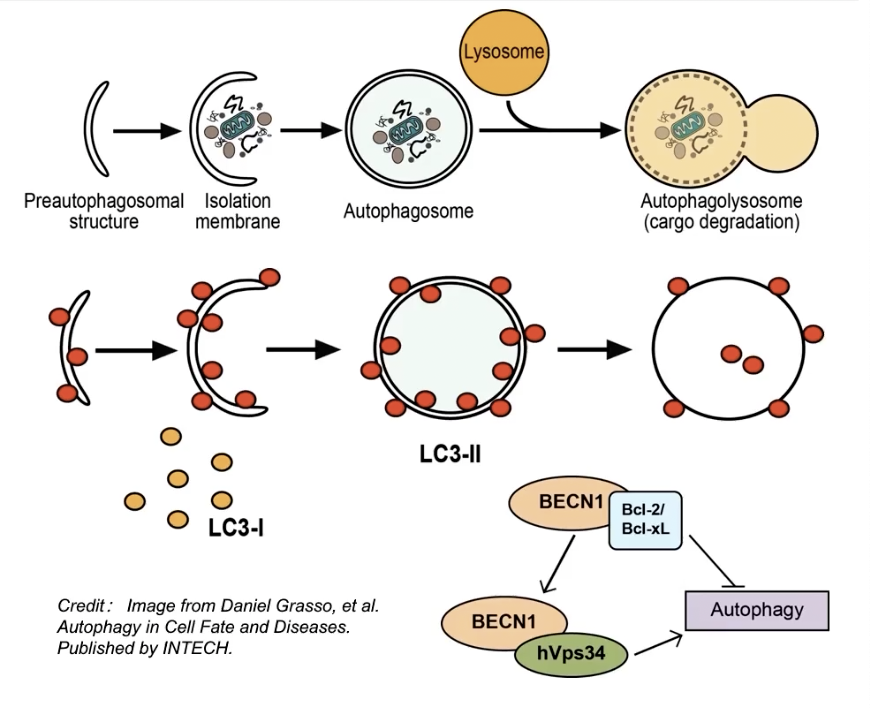 Lysosome
Preautophagosomal
structure
Isolation
membrane
Autophagosome
Autophagolysosome
(cargo degradation)
LC3-II
LC3-I
BECN1
Bcl-2/
Bcl-xL
BECN1
hVps34
Autophagy
Credit: Image from Daniel Grasso, et al.
Autophagy in Cell Fate and Diseases.
Published by INTECH.